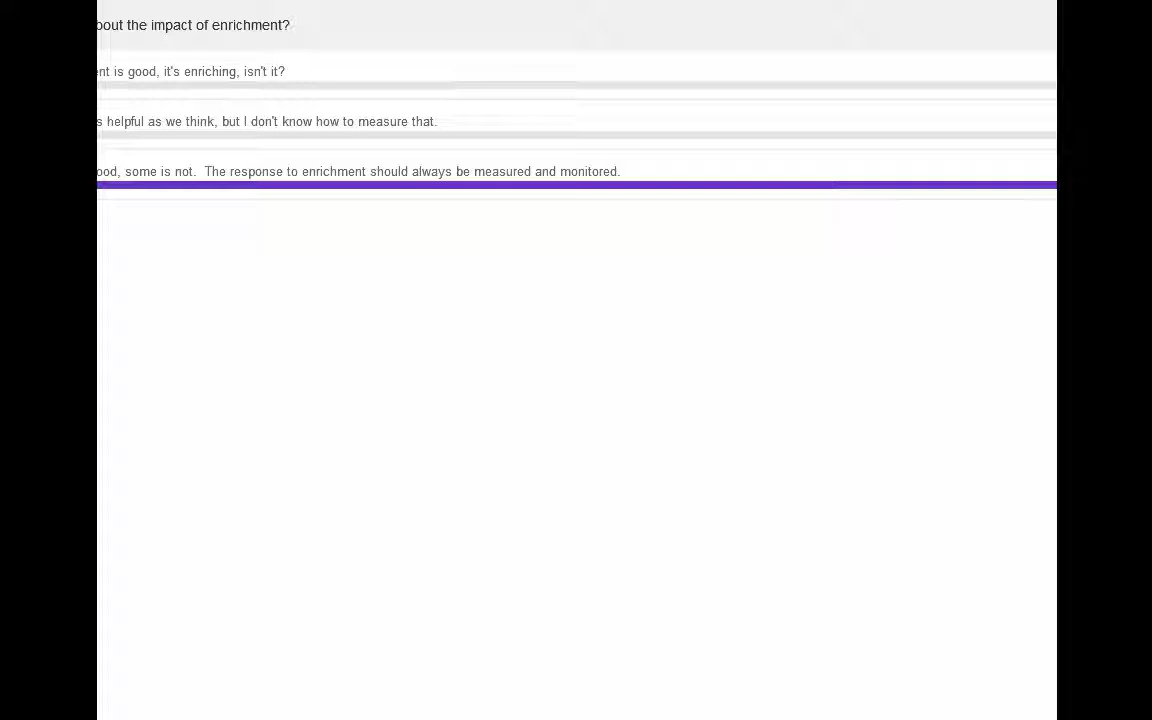 bout the impact of enrichment?
ent is good, it's enriching, isn't it?
s helpful as we think, but I don't know how to measure that.
ood, some is not. The response to enrichment should always be measured and monitored.